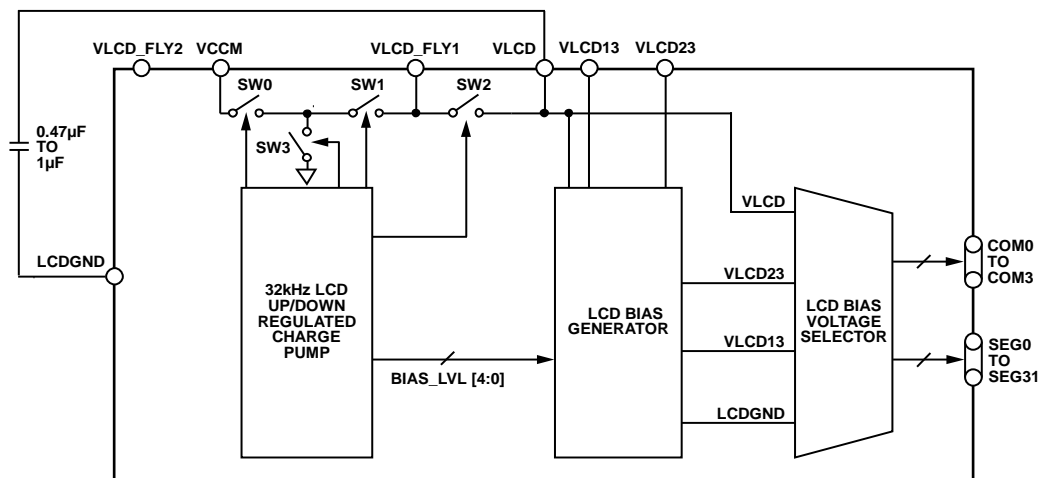 VLCD_FLY2
VCCM
VLCD_FLY1
VLCD
VLCD13
VLCD23
SW0
SW1
SW2
SW3
0.47µF
TO
1µF
LCDGND
32kHz LCD
UP/DOWN
REGULATED
CHARGE
PUMP
BIAS_LVL [4:0]
LCD BIAS
GENERATOR
VLCD
VLCD23
VLCD13
LCDGND
LCD BIAS
VOLTAGE
SELECTOR
COM0
TO
COM3
SEG0
TO
SEG31